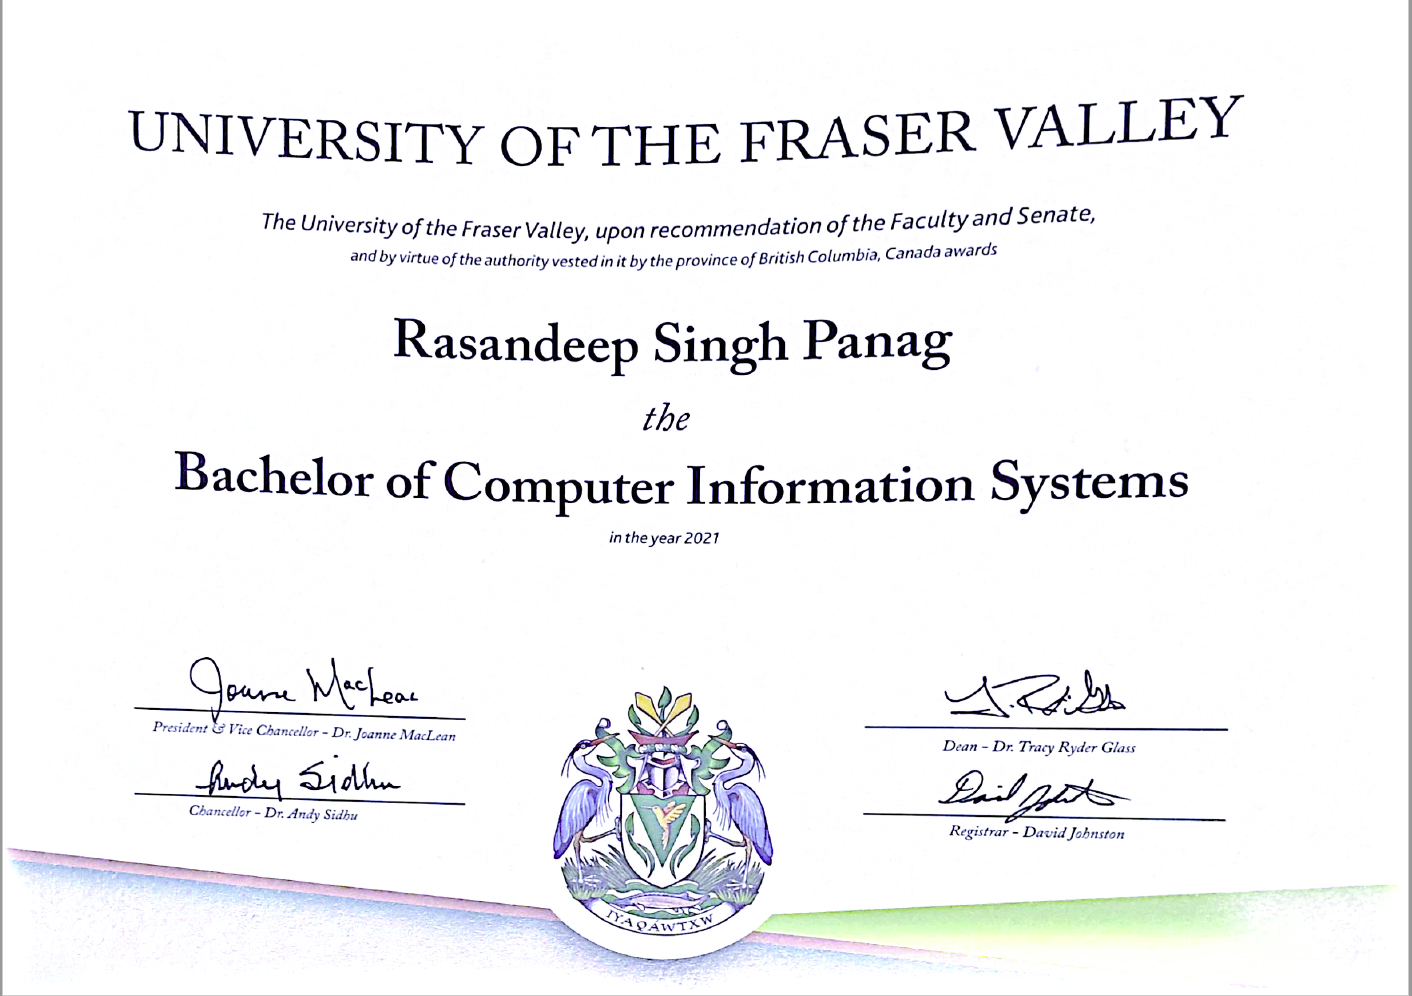 UNIVERSITY OF THE FRASER VALLEY
The University of the Fraser Valley, upon recommendation of the Faculty and Senate,
and by virtue of the authority vested in it by the province of British Columbia, Canada awards
Rasandeep Singh Panag
the
Bachelor of Computer Information Systems
in the year 2021
Joanne MacLean
President & Vice Chancellor - Dr. Joanne MacLean
Andy Sidhu
Chancellor - Dr. Andy Sidhu
Dean - Dr. Tracy Ryder Glass
David Johnston
Registrar - David Johnston
IYAQAWTXW